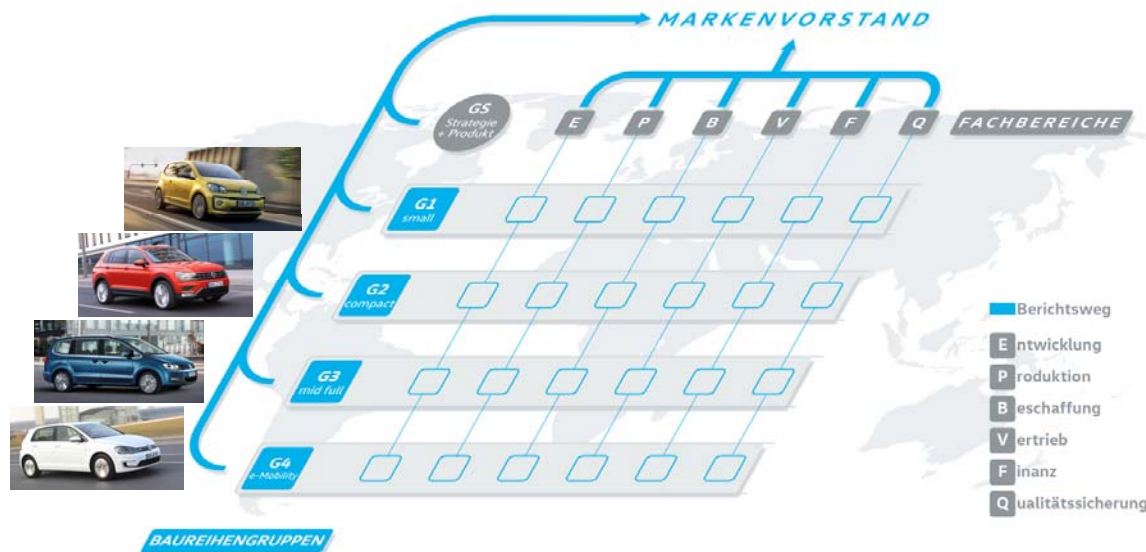 MARKENVORSTAND
GS
Strategie
+ Produkt
E P B V F Q FACHBEREICHE
G1
small
G2
compact
G3
mid full
G4
e-Mobility
BAUREIHENGRUPPEN
Berichtsweg
Entwicklung
Produktion
Beschaffung
Vertrieb
Finanz
Qualitätssicherung